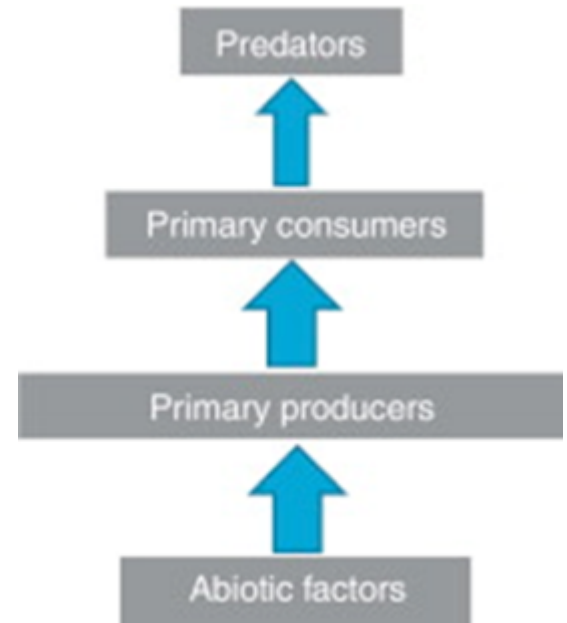 Predators
Primary consumers
Primary producers
Abiotic factors